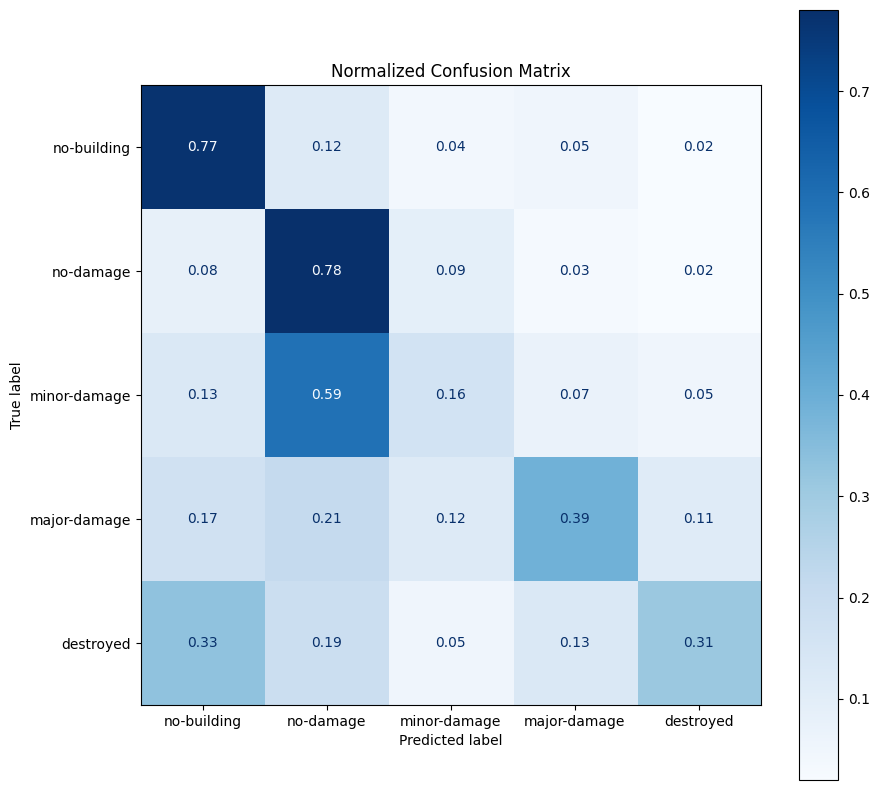 Normalized Confusion Matrix
True label
no-building 0.77 0.12 0.04 0.05 0.02
no-damage 0.08 0.78 0.09 0.03 0.02
minor-damage 0.13 0.59 0.16 0.07 0.05
major-damage 0.17 0.21 0.12 0.39 0.11
destroyed 0.33 0.19 0.05 0.13 0.31
no-building no-damage minor-damage major-damage destroyed
Predicted label
0.7
0.6
0.5
0.4
0.3
0.2
0.1